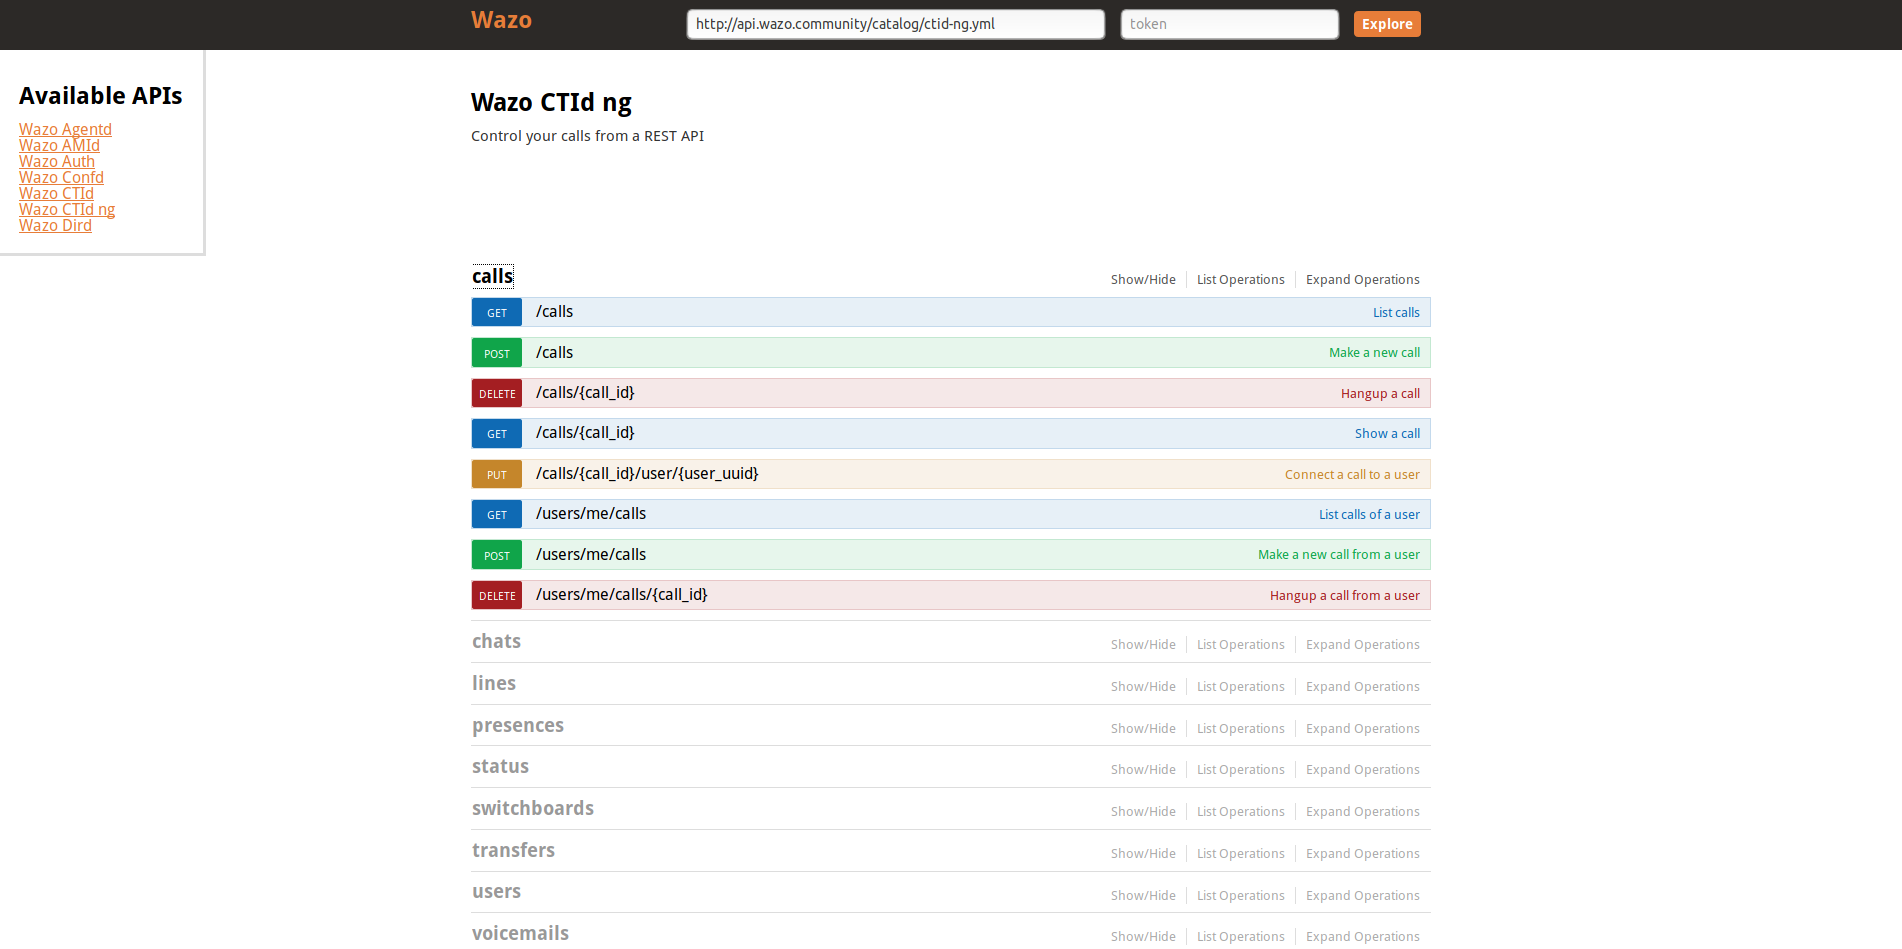 Wazo http://api.wazo.community/catalog/ctid-ng.yml token Explore
Available APIs
Wazo Agentd
Wazo AMId
Wazo Auth
Wazo Confd
Wazo CTId
Wazo CTId ng
Wazo Dird
Wazo CTId ng
Control your calls from a REST API
calls Show/Hide List Operations Expand Operations
GET /calls List calls
POST /calls Make a new call
DELETE /calls/{call_id} Hangup a call
GET /calls/{call_id} Show a call
PUT /calls/{call_id}/user/{user_uuid} Connect a call to a user
GET /users/me/calls List calls of a user
POST /users/me/calls Make a new call from a user
DELETE /users/me/calls/{call_id} Hangup a call from a user
chats Show/Hide List Operations Expand Operations
lines Show/Hide List Operations Expand Operations
presences Show/Hide List Operations Expand Operations
status Show/Hide List Operations Expand Operations
switchboards Show/Hide List Operations Expand Operations
transfers Show/Hide List Operations Expand Operations
users Show/Hide List Operations Expand Operations
voicemails Show/Hide List Operations Expand Operations